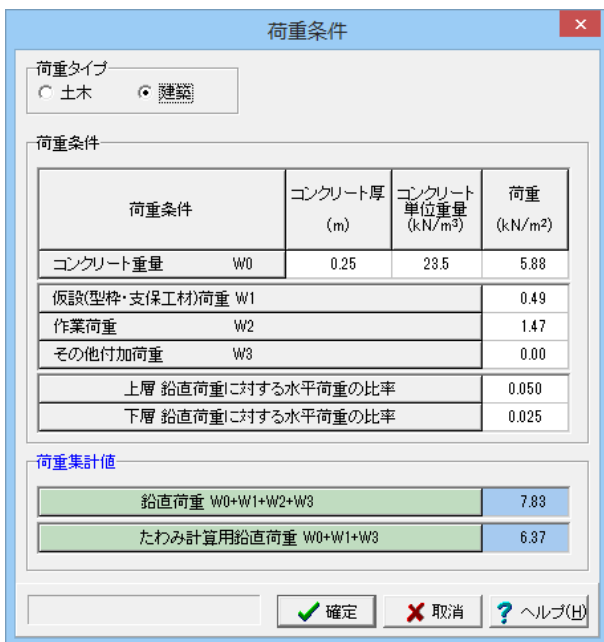 荷重条件
荷重タイプ
土木 建築
荷重条件
荷重条件 コンクリート厚 (m) コンクリート単位重量 (kN/m³) 荷重 (kN/m²)
コンクリート重量 W0 0.25 23.5 5.88
仮設(型枠・支保工材)荷重 W1 0.49
作業荷重 W2 1.47
その他付加荷重 W3 0.00
上層 鉛直荷重に対する水平荷重の比率 0.050
下層 鉛直荷重に対する水平荷重の比率 0.025
荷重集計値
鉛直荷重 W0+W1+W2+W3 7.83
たわみ計算用鉛直荷重 W0+W1+W3 6.37
確定 取消 ? ヘルプ(H)